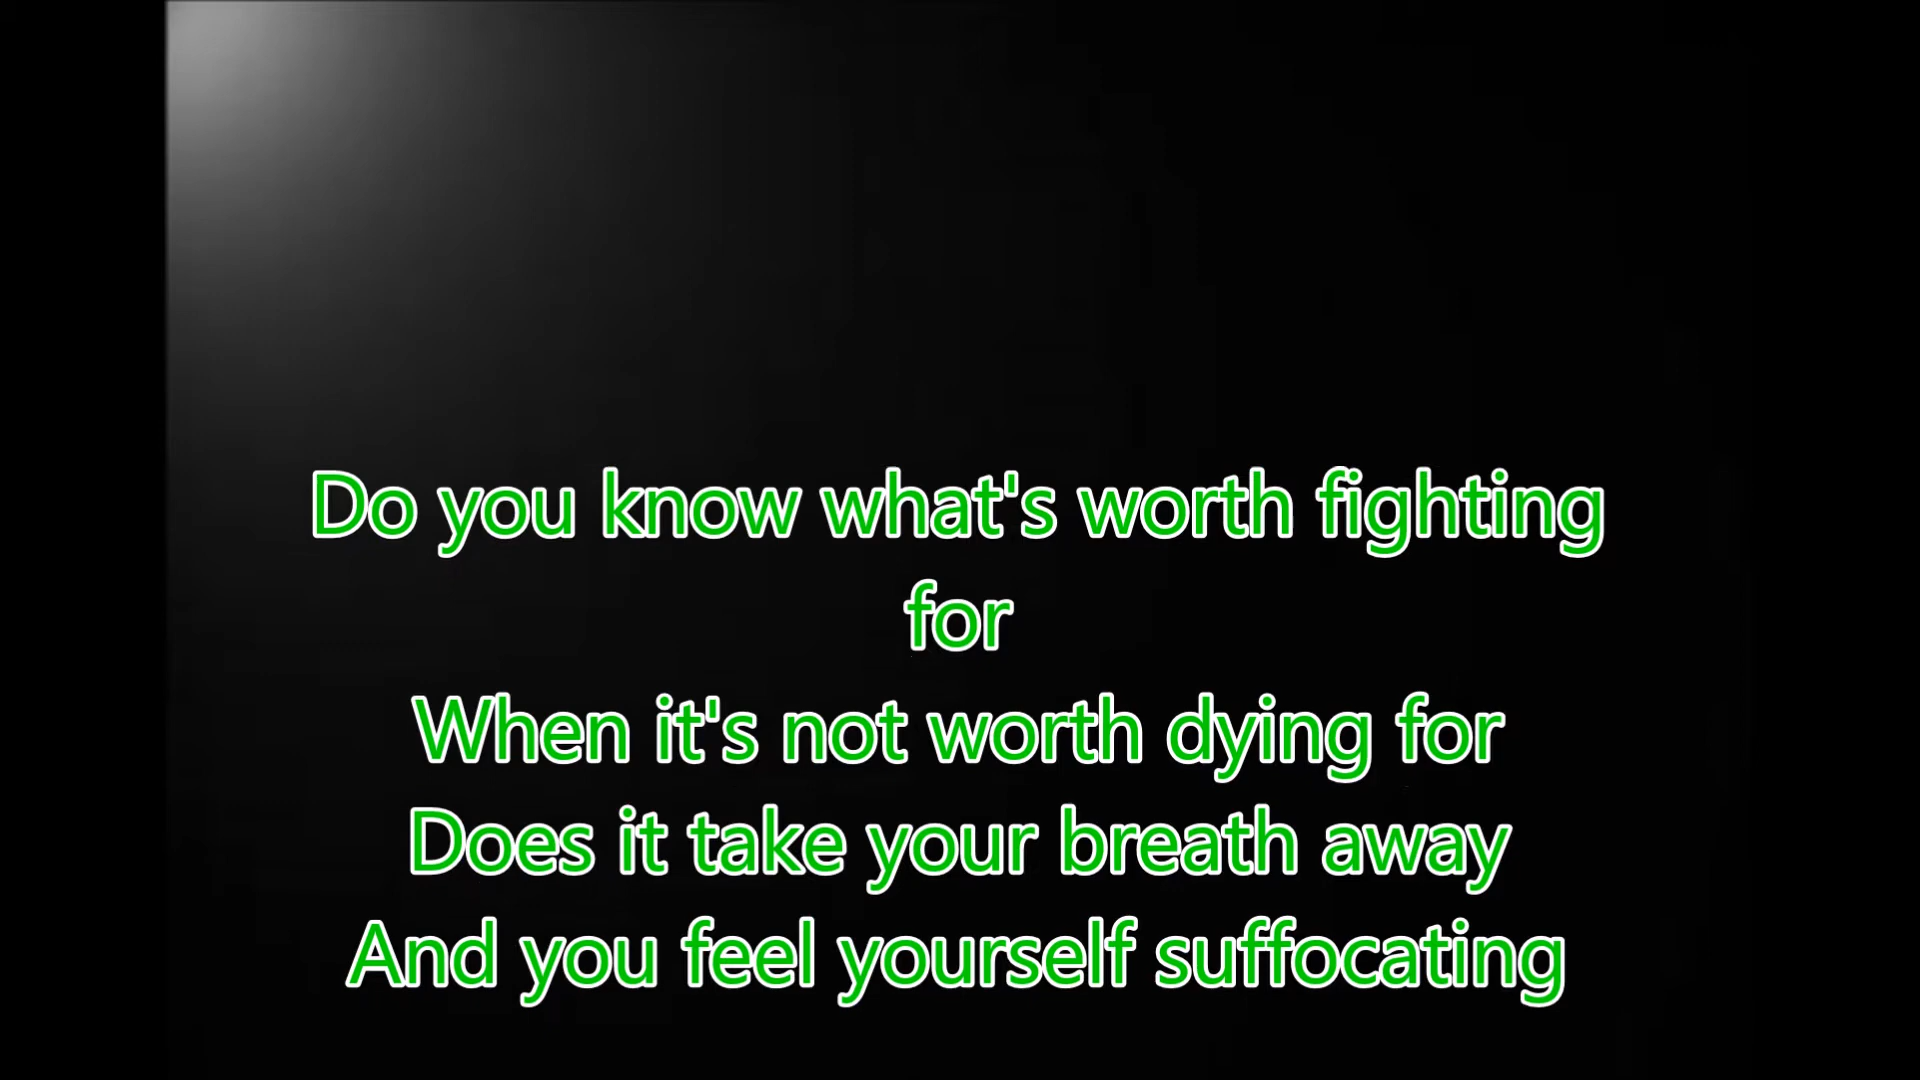 Do you know what's worth fighting
for
When it's not worth dying for
Does it take your breath away
And you feel yourself suffocating